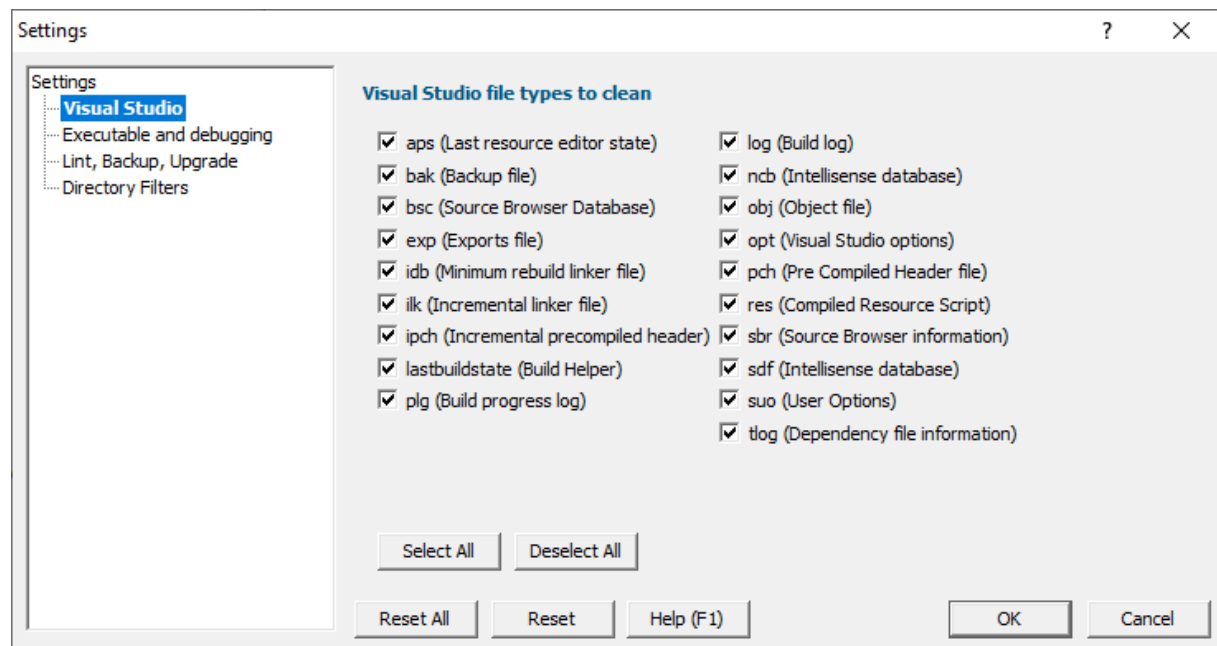 Settings
?
Settings
Visual Studio
Executable and debugging
Lint, Backup, Upgrade
Directory Filters
Visual Studio file types to clean
aps (Last resource editor state)
bak (Backup file)
bsc (Source Browser Database)
exp (Exports file)
idb (Minimum rebuild linker file)
ilk (Incremental linker file)
ipch (Incremental precompiled header)
lastbuildstate (Build Helper)
plg (Build progress log)
log (Build log)
ncb (Intellisense database)
obj (Object file)
opt (Visual Studio options)
pch (Pre Compiled Header file)
res (Compiled Resource Script)
sbr (Source Browser information)
sdf (Intellisense database)
suo (User Options)
tlog (Dependency file information)
Select All
Deselect All
Reset All
Reset
Help (F1)
OK
Cancel